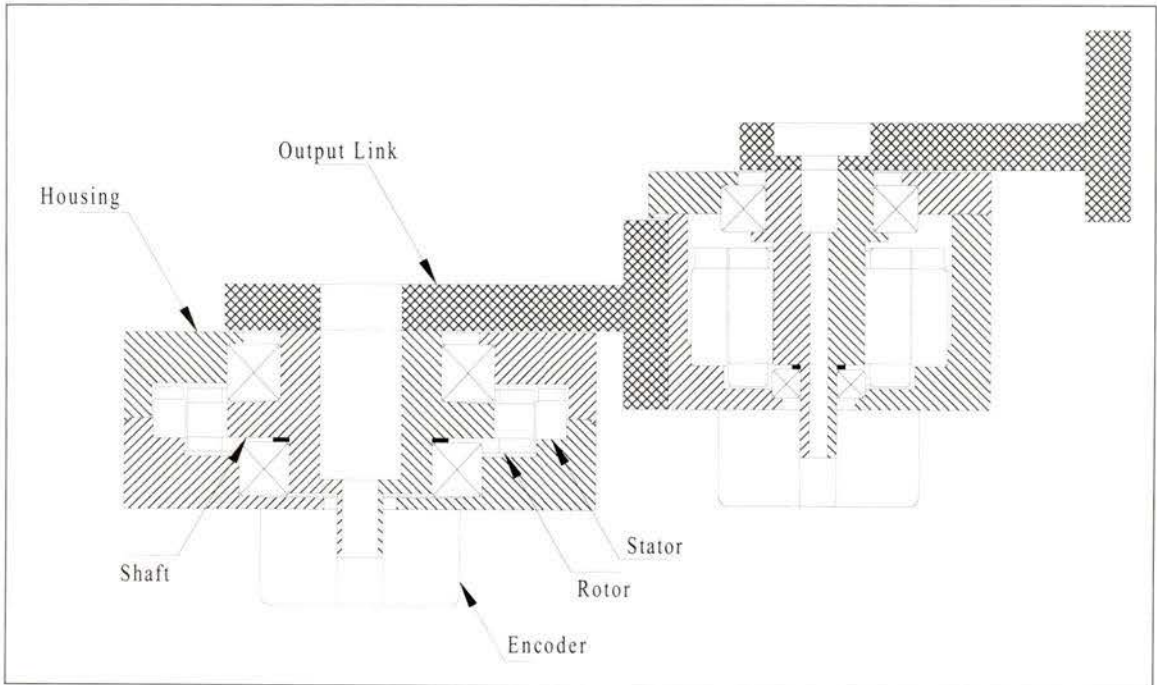 Output Link
Housing
Stator
Shaft
Rotor
Encoder